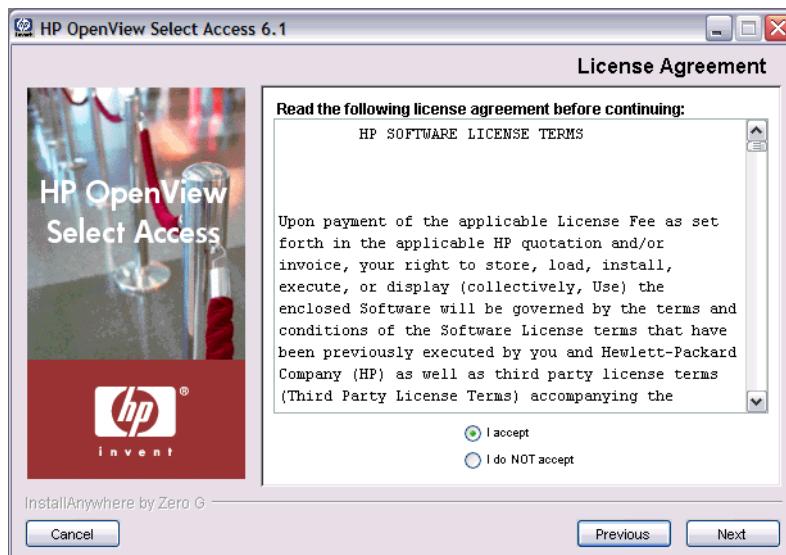 HP OpenView Select Access 6.1
License Agreement
HP OpenView
Select Access
hp
®
invent
Read the following license agreement before continuing:
HP SOFTWARE LICENSE TERMS
Upon payment of the applicable License Fee as set
forth in the applicable HP quotation and/or
invoice, your right to store, load, install,
execute, or display (collectively, Use) the
enclosed Software will be governed by the terms and
conditions of the Software License terms that have
been previously executed by you and Hewlett-Packard
Company (HP) as well as third party license terms
(Third Party License Terms) accompanying the
I accept
I do NOT accept
InstallAnywhere by Zero G
Cancel
Previous
Next